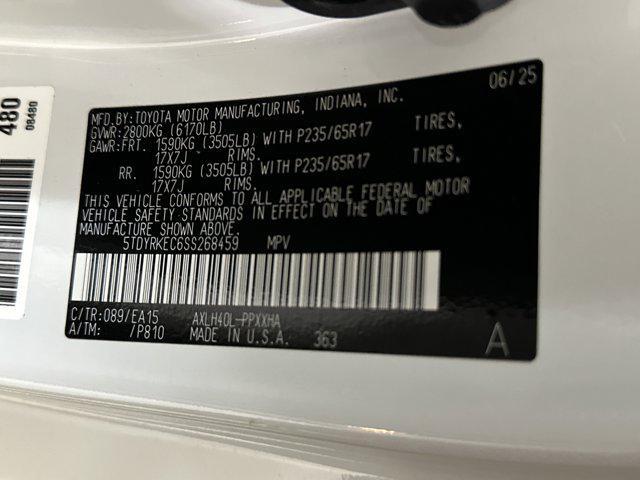 480
08480
06/25
MFD.BY:TOYOTA MOTOR MANUFACTURING, INDIANA, INC.
GVWR:2800KG (6170LB)
GAWR:FRT. 1590KG (3505LB) WITH P235/65R17 TIRES,
17X7J RIMS.
RR. 1590KG (3505LB) WITH P235/65R17 TIRES,
17X7J RIMS.
THIS VEHICLE CONFORMS TO ALL APPLICABLE FEDERAL MOTOR
VEHICLE SAFETY STANDARDS IN EFFECT ON THE DATE OF
MANUFACTURE SHOWN ABOVE.
5TDYRKEC6SS268459 MPV
C/TR:089/EA15 AXLH40L-PPXXHA
A/TM: /P810 MADE IN U.S.A. 363
A